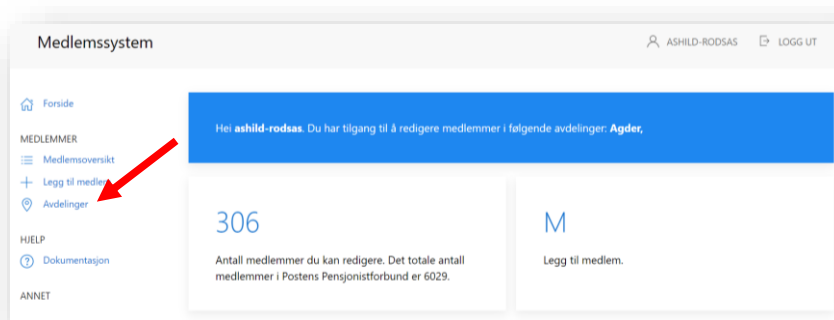 Medlemssystem
ASHILD-RODSAS
LOGG UT
Forside
MEDLEMMER
Medlemsoversikt
Legg til medlem
Avdelinger
HJELP
Dokumentasjon
ANNET
Hei ashild-rodsas. Du har tilgang til å redigere medlemmer i følgende avdelinger: Agder,
306
Antall medlemmer du kan redigere. Det totale antall
medlemmer i Postens Pensjonistforbund er 6029.
M
Legg til medlem.